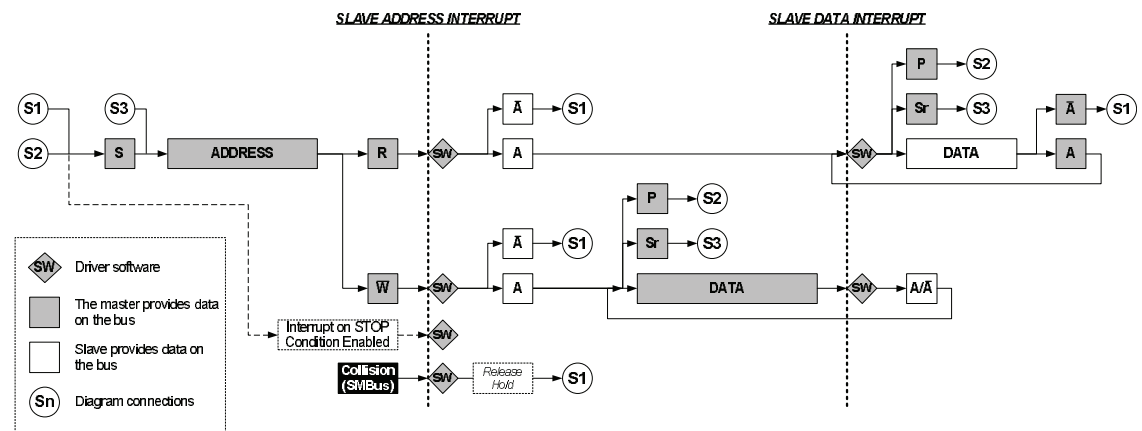 SLAVE ADDRESS INTERRUPT
SLAVE DATA INTERRUPT
P
S2
S1
S3
A̅
S1
Sr
S3
A̅
S1
S2
S
ADDRESS
R
SW
A
SW
DATA
A
P
S2
A̅
S1
Sr
S3
SW
Driver software
W̅
SW
A
DATA
SW
A/A̅
The master provides data
on the bus
Interrupt on STOP
Condition Enabled
SW
Slave provides data on
the bus
Collision
(SMBus)
SW
Release
Hold
S1
Sn
Diagram connections